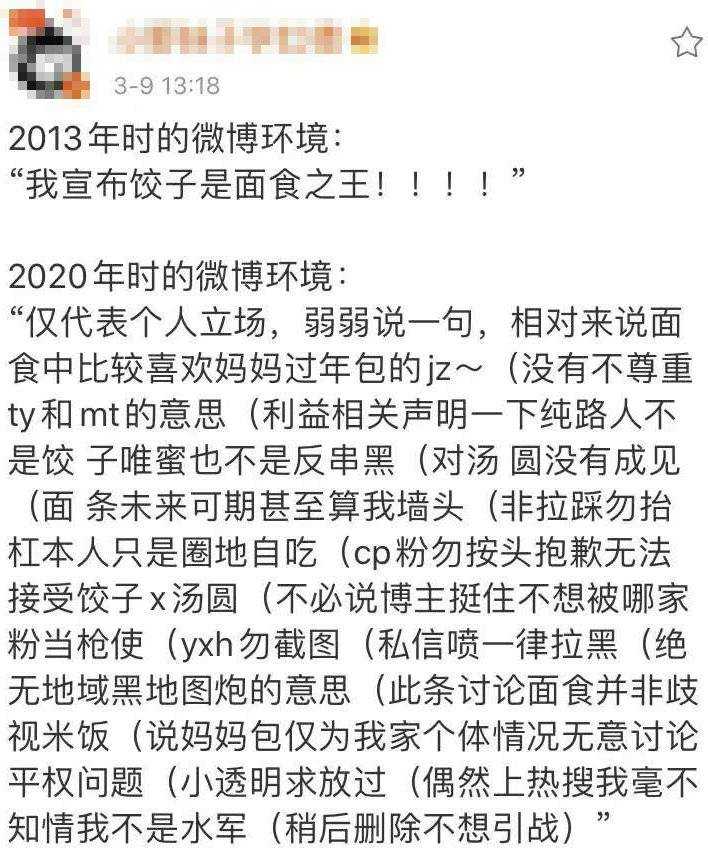 3-9 13:18
2013年时的微博环境：
“我宣布饺子是面食之王！！！！”
2020年时的微博环境：
“仅代表个人立场，弱弱说一句，相对来说面
食中比较喜欢妈妈过年包的jz～（没有不尊重
ty和mt的意思（利益相关声明一下纯路人不
是饺 子唯蜜也不是反串黑（对汤 圆没有成见
（面 条未来可期甚至算我墙头（非拉踩勿抬
杠本人只是圈地自吃（cp粉勿按头抱歉无法
接受饺子x汤圆（不必说博主挺住不想被哪家
粉当枪使（yxh勿截图（私信喷一律拉黑（绝
无地域黑地图炮的意思（此条讨论面食并非歧
视米饭（说妈妈包仅为我家个体情况无意讨论
平权问题（小透明求放过（偶然上热搜我毫不
知情我不是水军（稍后删除不想引战）”